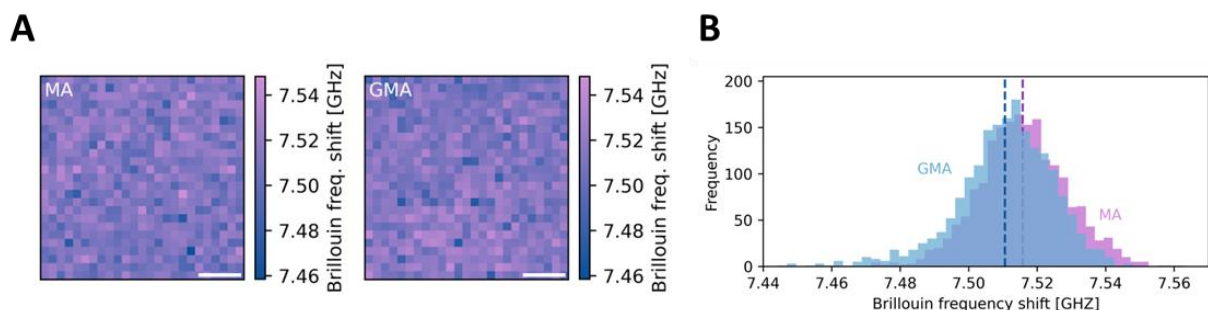 A
MA
7.54
7.52
7.50
7.48
7.46
Brillouin freq. shift [GHz]
GMA
7.54
7.52
7.50
7.48
7.46
Brillouin freq. shift [GHz]
B
200
150
100
50
0
Frequency
GMA
MA
7.44 7.46 7.48 7.50 7.52 7.54 7.56
Brillouin frequency shift [GHZ]